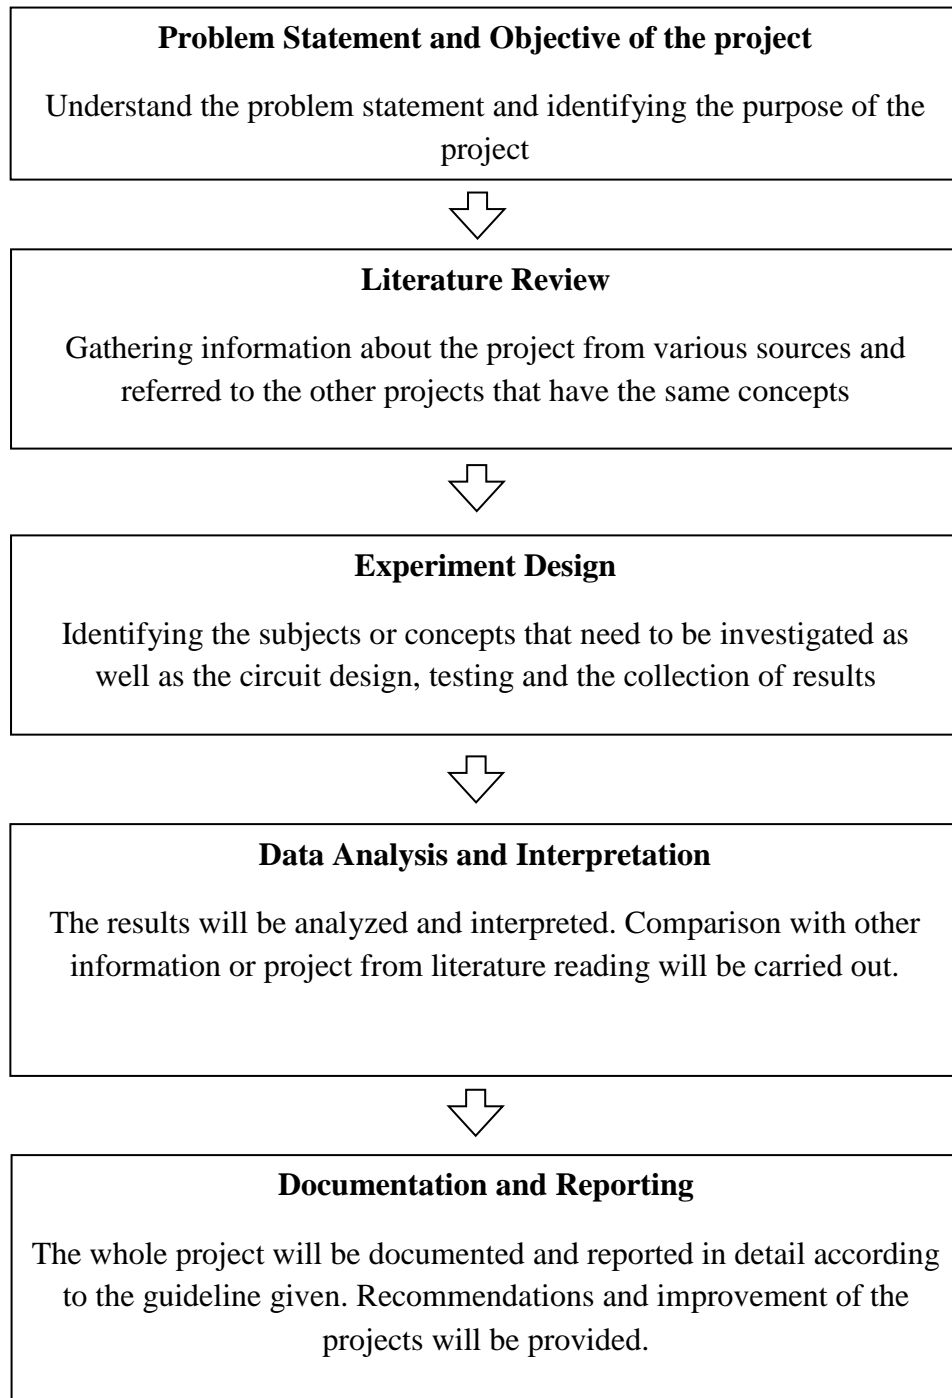 Problem Statement and Objective of the project
Understand the problem statement and identifying the purpose of the
project
Literature Review
Gathering information about the project from various sources and
referred to the other projects that have the same concepts
Experiment Design
Identifying the subjects or concepts that need to be investigated as
well as the circuit design, testing and the collection of results
Data Analysis and Interpretation
The results will be analyzed and interpreted. Comparison with other
information or project from literature reading will be carried out.
Documentation and Reporting
The whole project will be documented and reported in detail according
to the guideline given. Recommendations and improvement of the
projects will be provided.